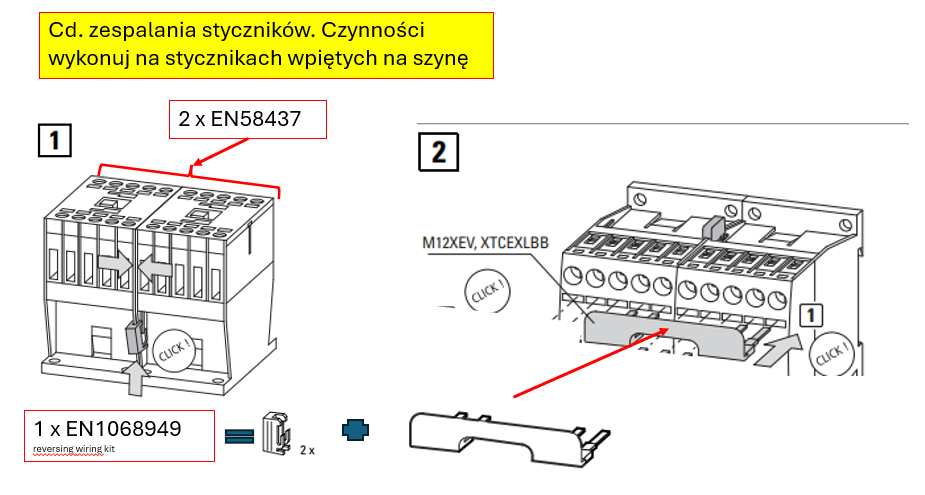 Cd. zespalania styczników. Czynności
wykonuj na stycznikach wpiętych na szynę
2 x EN58437
1
2
M12XEV, XTCEXLBB
CLICK !
1
CLICK !
CLICK !
1 x EN1068949
reversing wiring kit
2 x